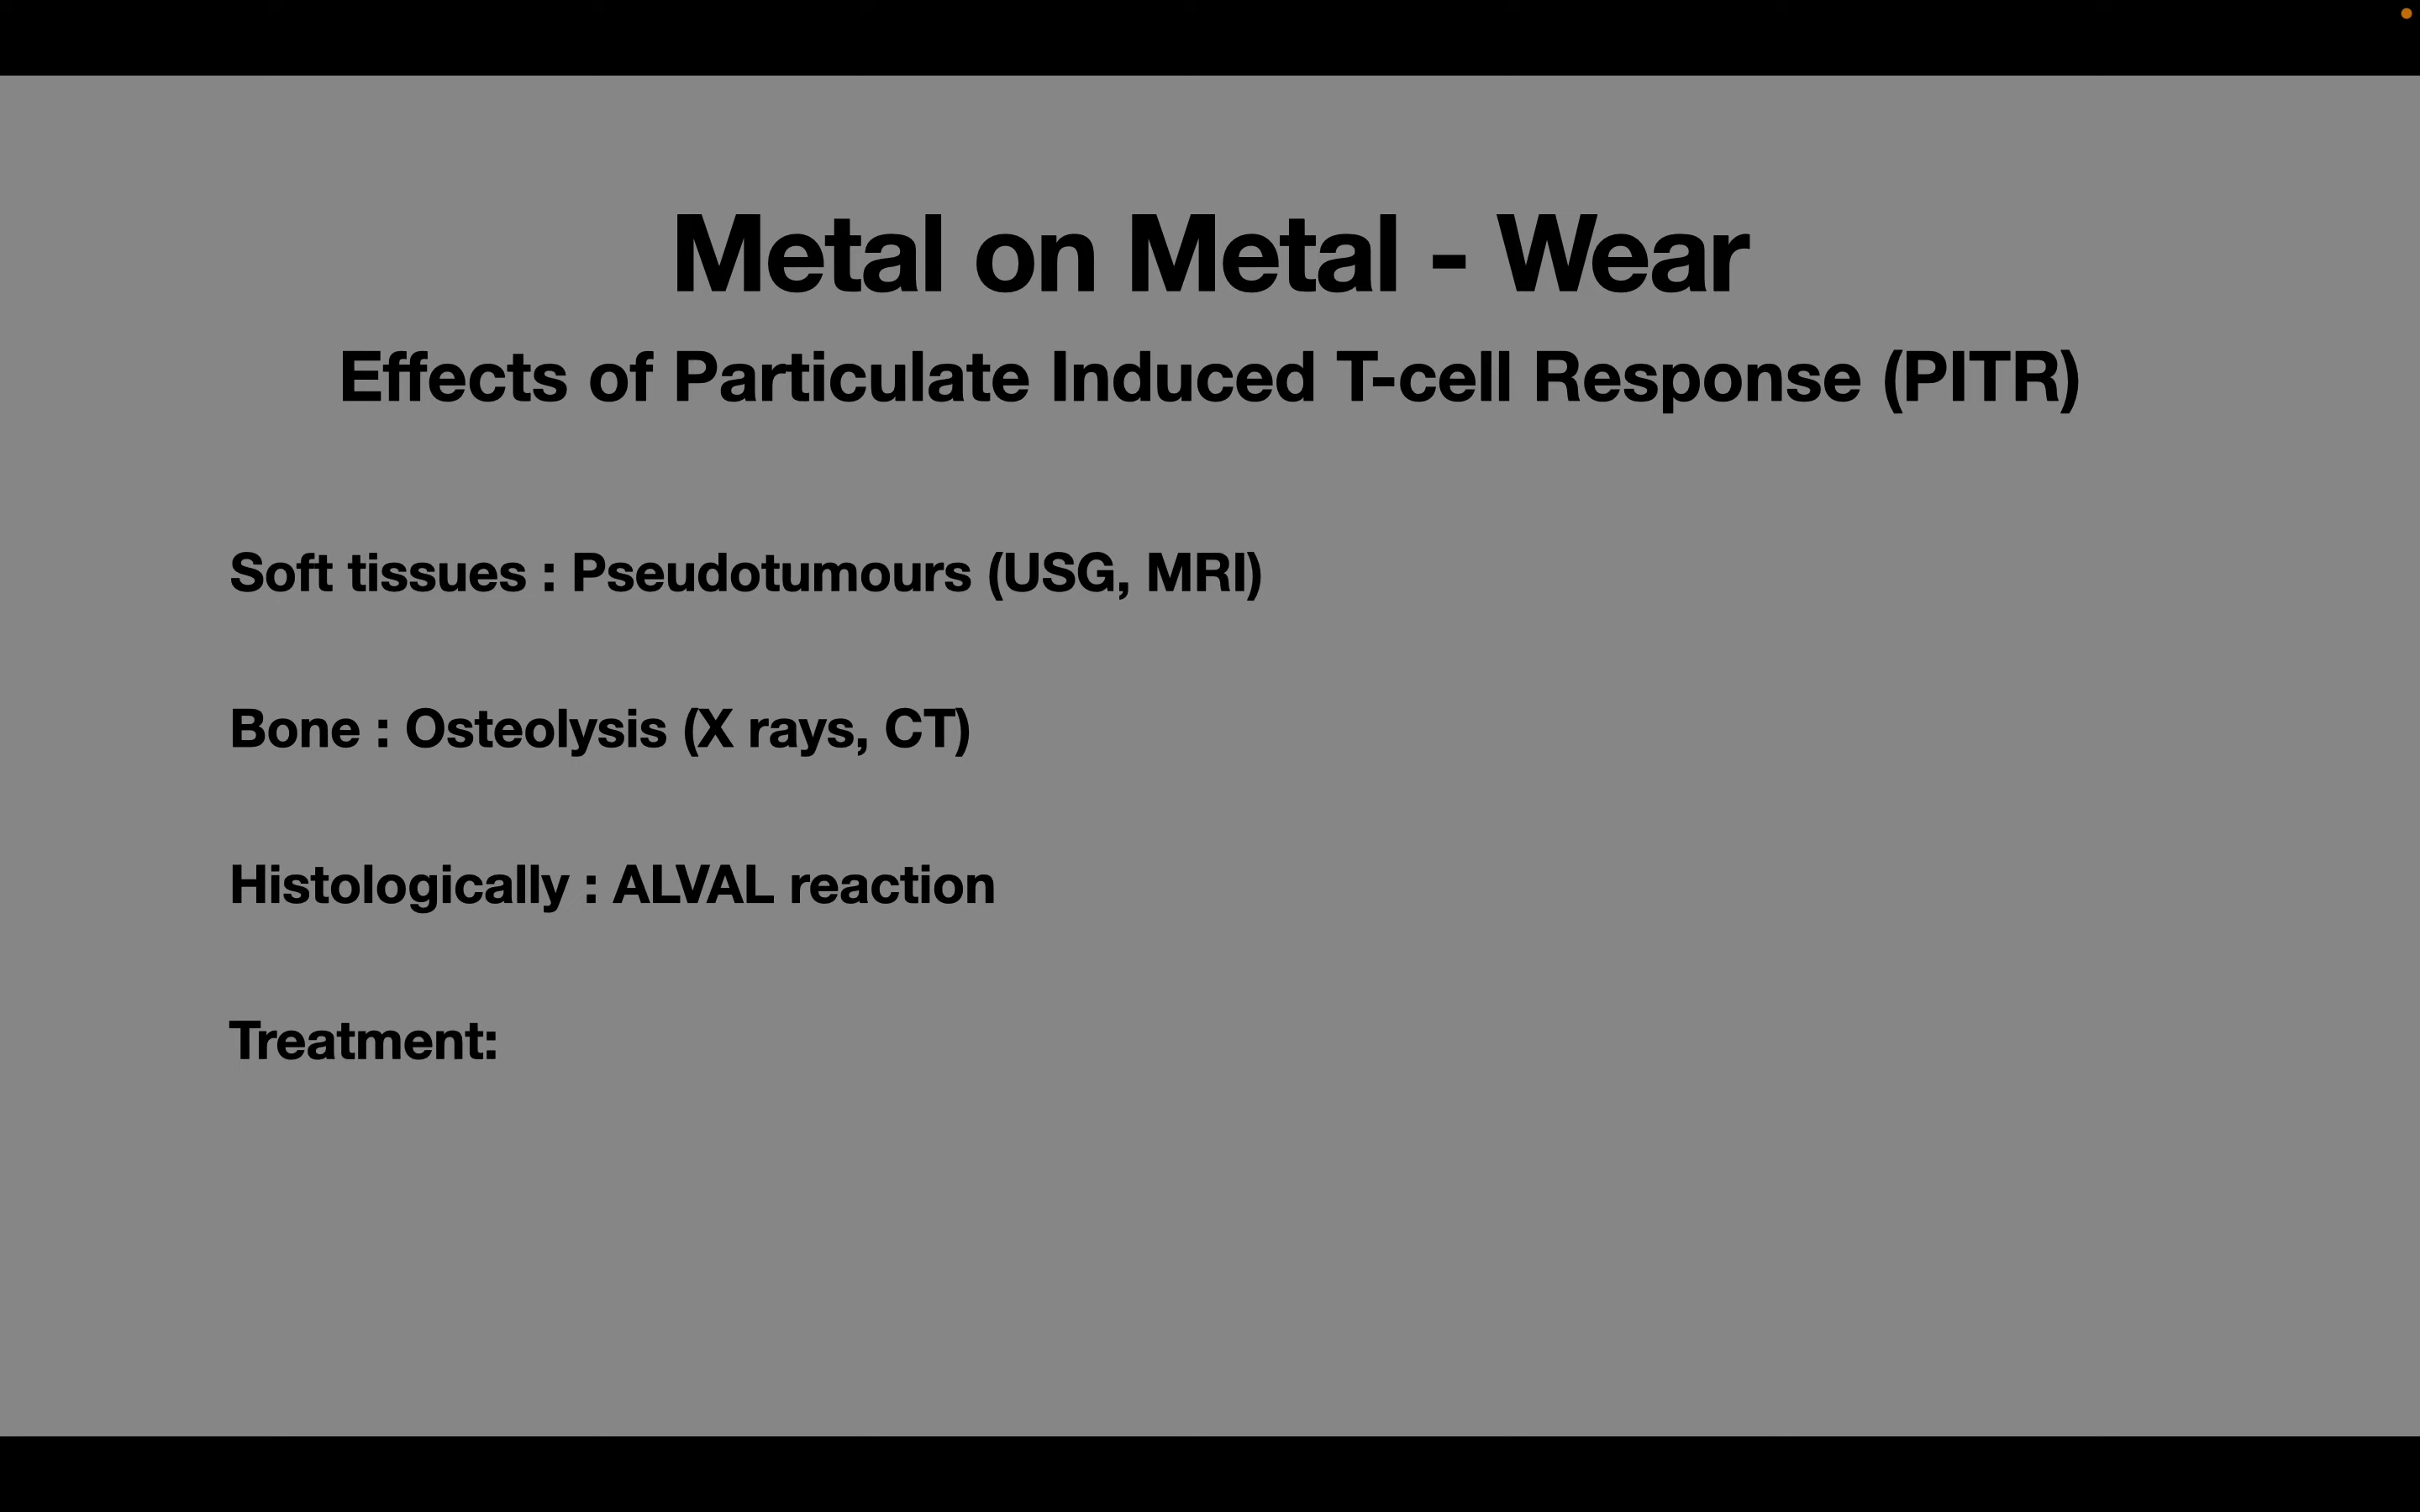 Metal on Metal - Wear
Effects of Particulate Induced T-cell Response (PITR)
Soft tissues : Pseudotumours (USG, MRI)
Bone : Osteolysis (X rays, CT)
Histologically : ALVAL reaction
Treatment: